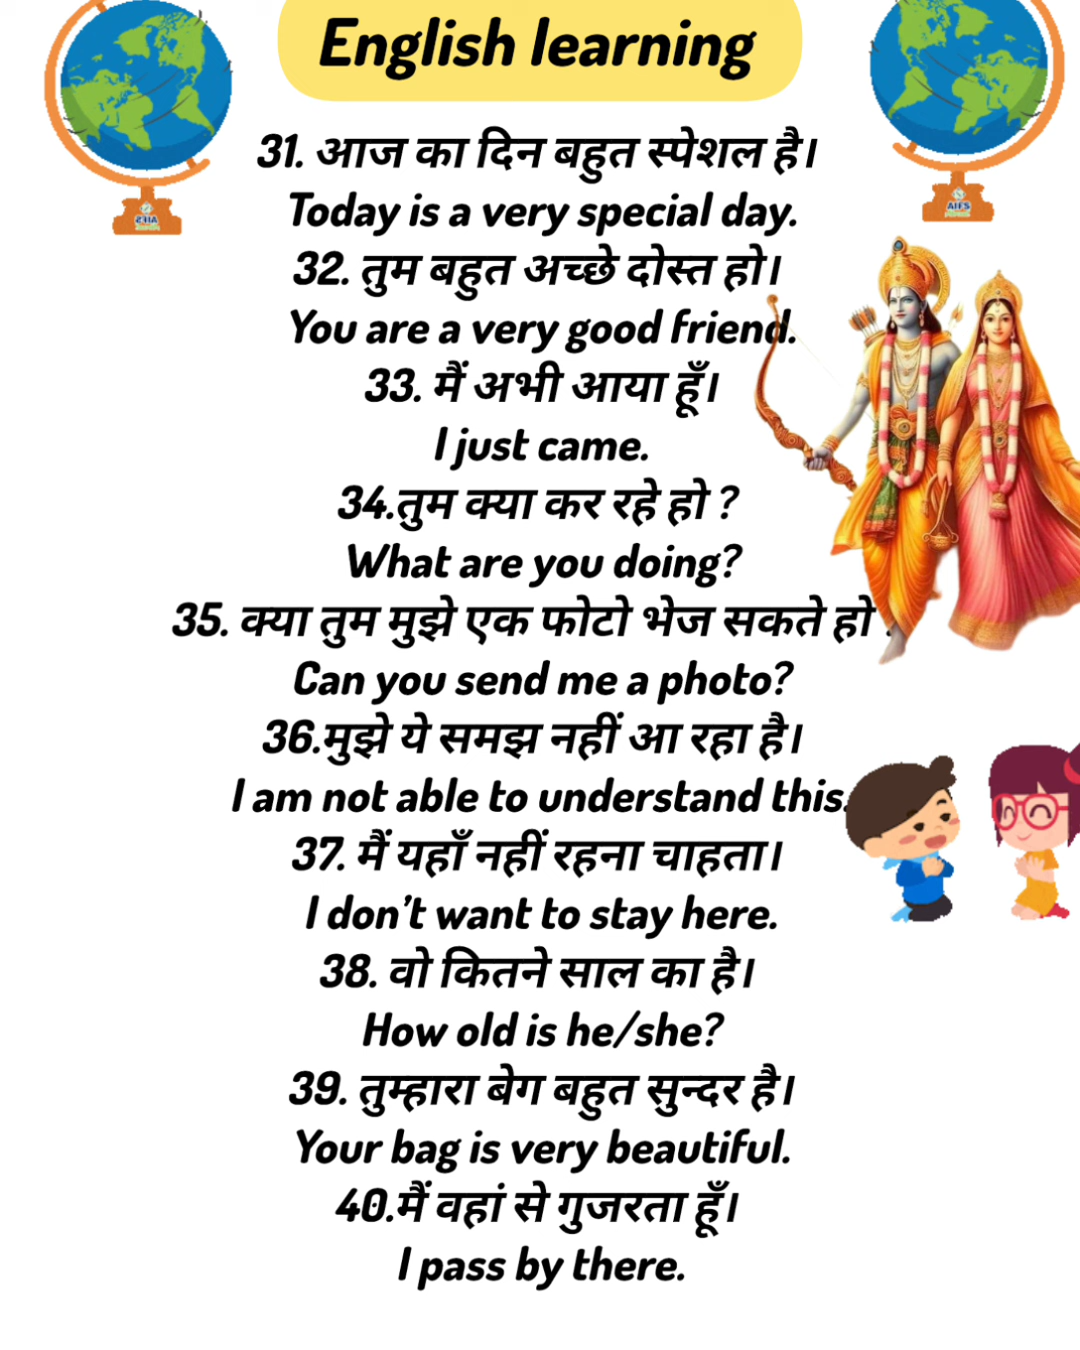 English learning
31. आज का दिन बहुत स्पेशल है।
Today is a very special day.
32. तुम बहुत अच्छे दोस्त हो।
You are a very good friend.
33. मैं अभी आया हूँ।
I just came.
34.तुम क्या कर रहे हो ?
What are you doing?
35. क्या तुम मुझे एक फोटो भेज सकते हो ?
Can you send me a photo?
36.मुझे ये समझ नहीं आ रहा है।
I am not able to understand this.
37. मैं यहाँ नहीं रहना चाहता।
I don’t want to stay here.
38. वो कितने साल का है।
How old is he/she?
39. तुम्हारा बेग बहुत सुन्दर है।
Your bag is very beautiful.
40.मैं वहां से गुजरता हूँ।
I pass by there.
AIFS